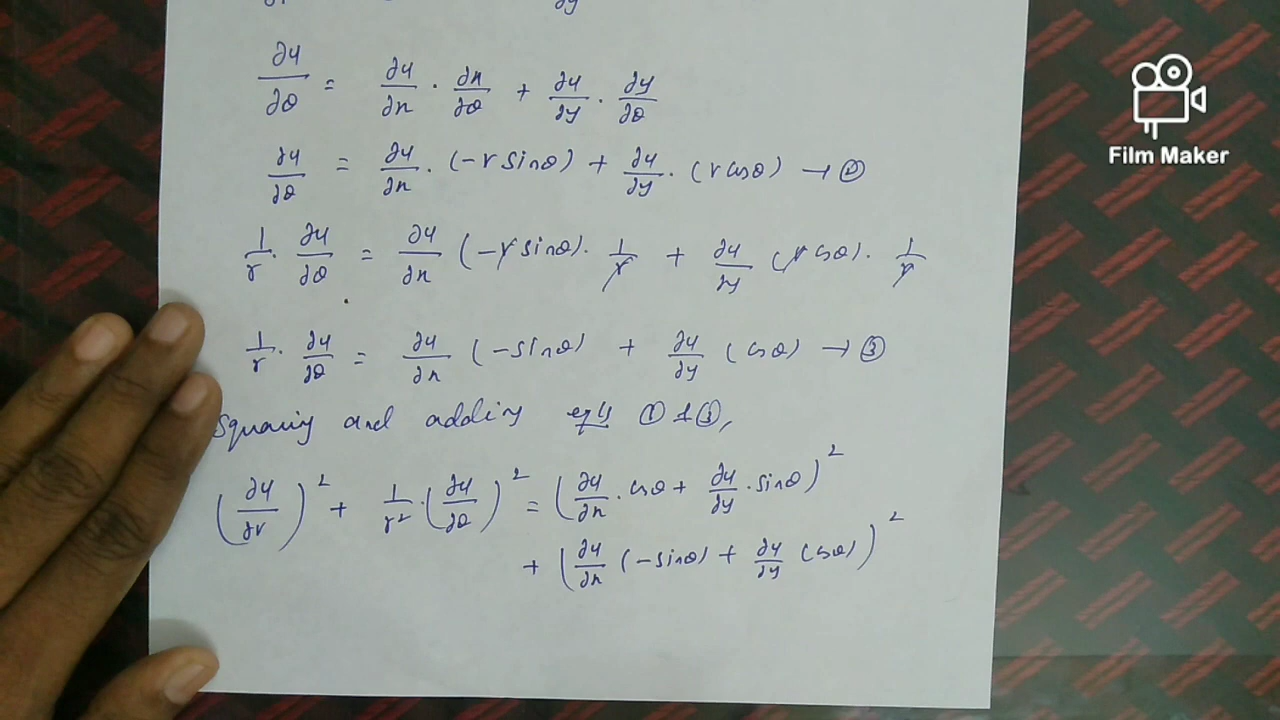 ∂u/∂θ = ∂u/∂x · ∂x/∂θ + ∂u/∂y · ∂y/∂θ
∂u/∂θ = ∂u/∂x · (-r sinθ) + ∂u/∂y · (r cosθ) → ②
1/r · ∂u/∂θ = ∂u/∂x (-r sinθ) · 1/r + ∂u/∂y (r cosθ) · 1/r
1/r · ∂u/∂θ = ∂u/∂x (-sinθ) + ∂u/∂y (cosθ) → ③
Squaring and adding eqn ① & ③,
(∂u/∂r)² + 1/r² · (∂u/∂θ)² = (∂u/∂x · cosθ + ∂u/∂y · sinθ)²
+ (∂u/∂x (-sinθ) + ∂u/∂y (cosθ))²
Film Maker